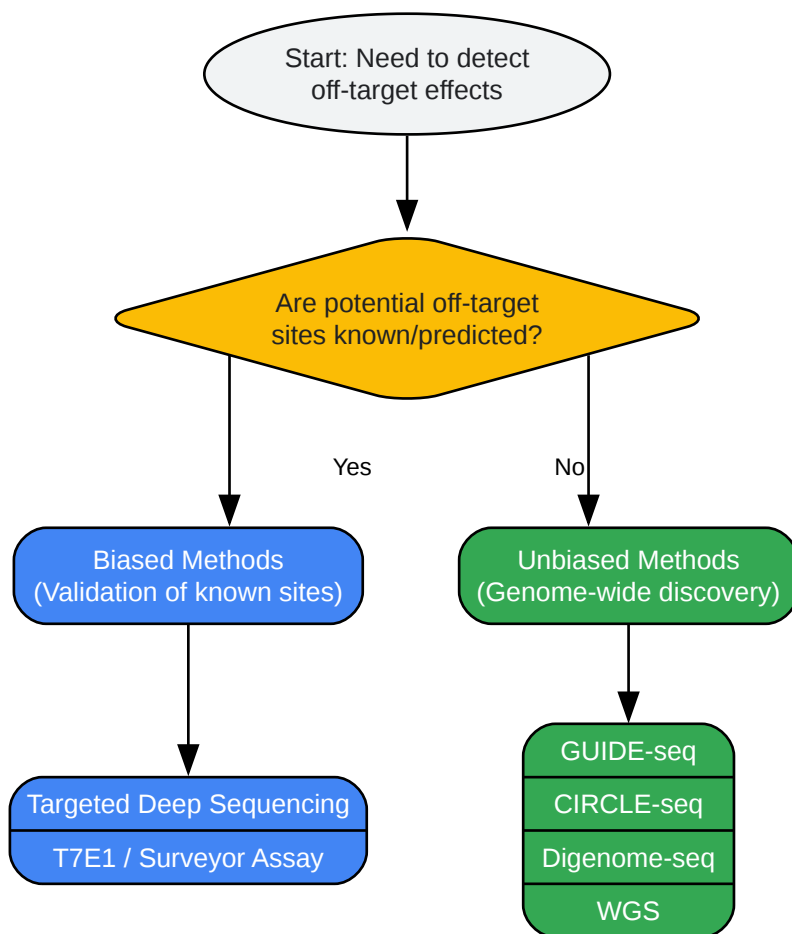 Start: Need to detect
off-target effects
Are potential off-target
sites known/predicted?
Yes
No
Biased Methods
(Validation of known sites)
Unbiased Methods
(Genome-wide discovery)
Targeted Deep Sequencing
T7E1 / Surveyor Assay
GUIDE-seq
CIRCLE-seq
Digenome-seq
WGS